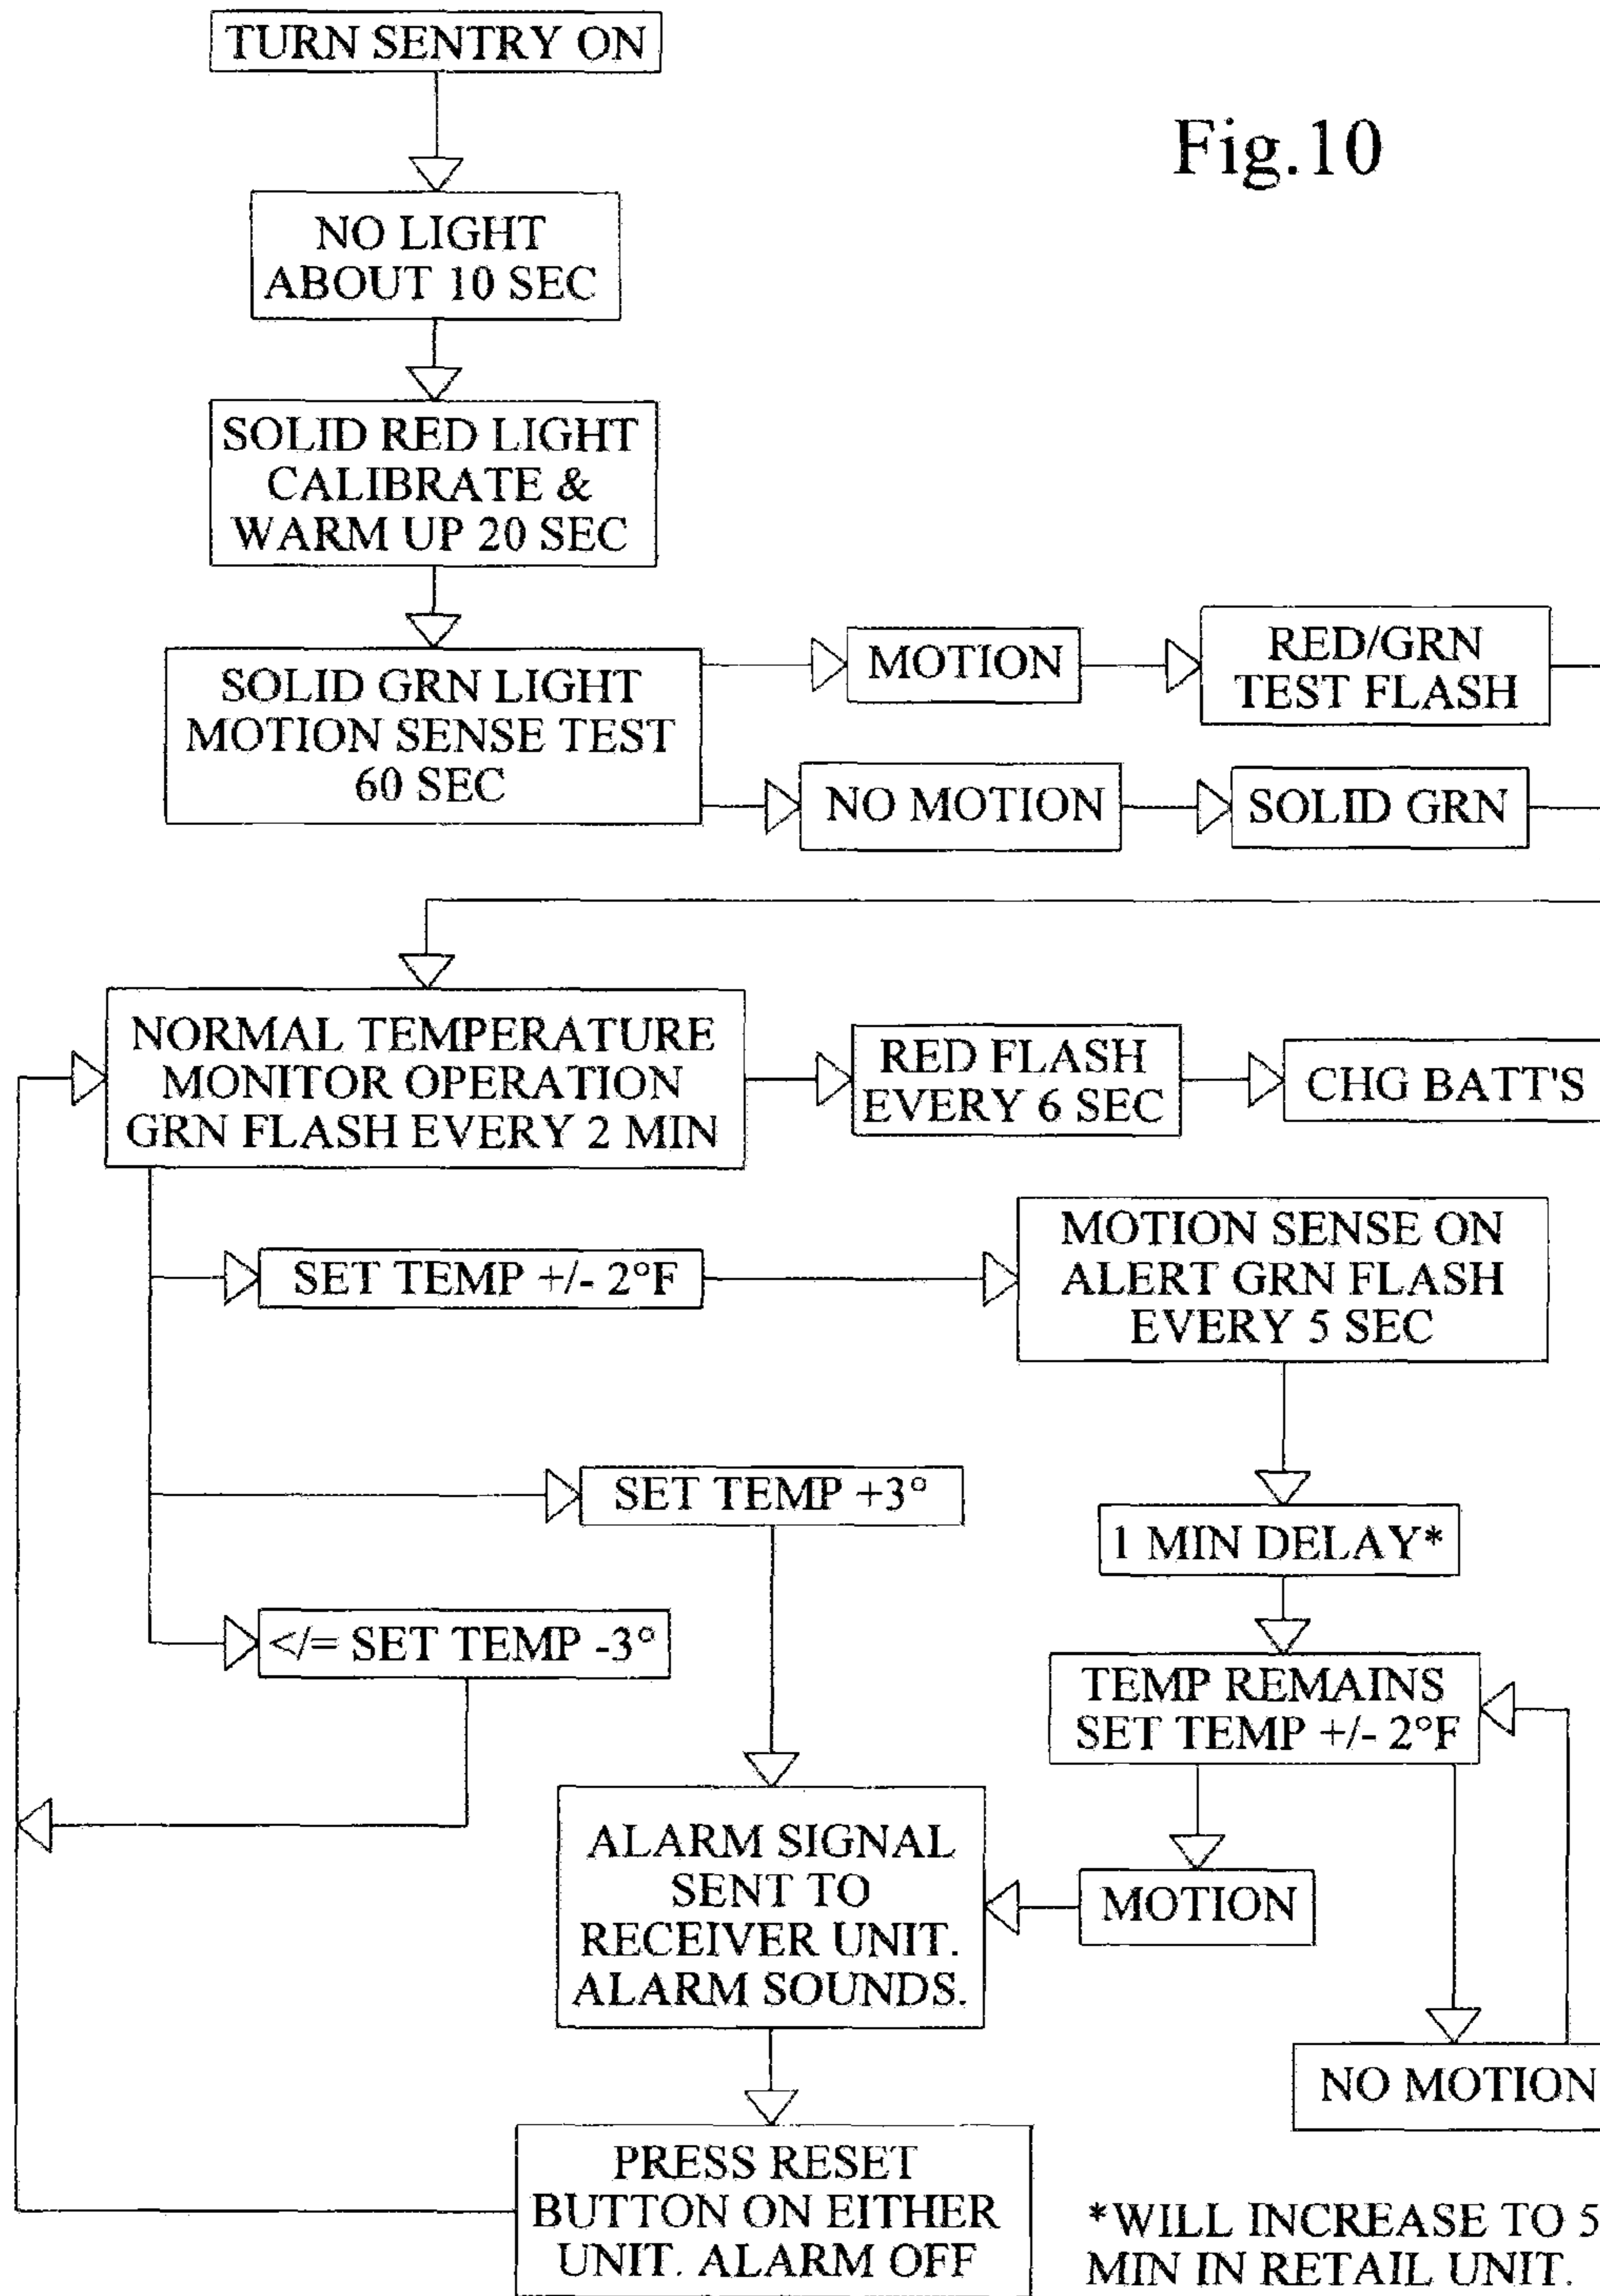 TURN SENTRY ON
Fig.10
NO LIGHT
ABOUT 10 SEC
SOLID RED LIGHT
CALIBRATE &
WARM UP 20 SEC
SOLID GRN LIGHT
MOTION SENSE TEST
60 SEC
MOTION
RED/GRN
TEST FLASH
NO MOTION
SOLID GRN
NORMAL TEMPERATURE
MONITOR OPERATION
GRN FLASH EVERY 2 MIN
RED FLASH
EVERY 6 SEC
CHG BATT'S
SET TEMP +/- 2°F
MOTION SENSE ON
ALERT GRN FLASH
EVERY 5 SEC
SET TEMP +3°
1 MIN DELAY*
</= SET TEMP -3°
TEMP REMAINS
SET TEMP +/- 2°F
ALARM SIGNAL
SENT TO
RECEIVER UNIT.
ALARM SOUNDS.
MOTION
NO MOTION
PRESS RESET
BUTTON ON EITHER
UNIT. ALARM OFF
*WILL INCREASE TO 5
MIN IN RETAIL UNIT.